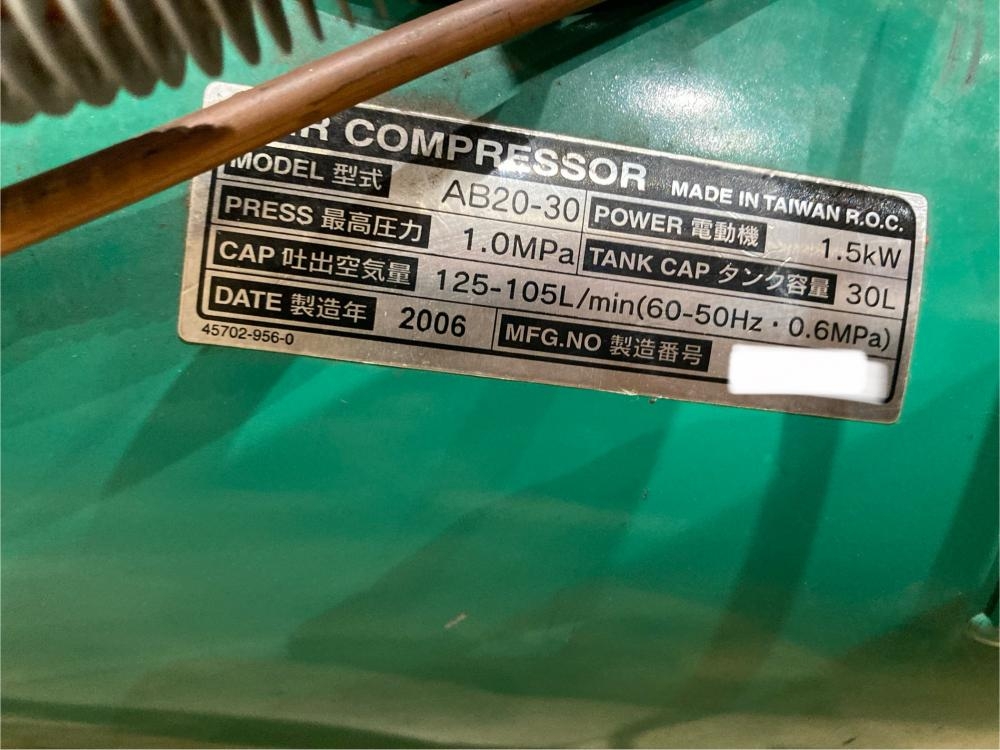 COMPRESSOR MADE IN TAIWAN R.O.C.
MODEL 型式 AB20-30 POWER 電動機 1.5kW
PRESS 最高圧力 1.0MPa TANK CAP タンク容量 30L
CAP 吐出空気量 125-105L/min(60-50Hz・0.6MPa)
DATE 製造年 2006 MFG.NO 製造番号
45702-956-0